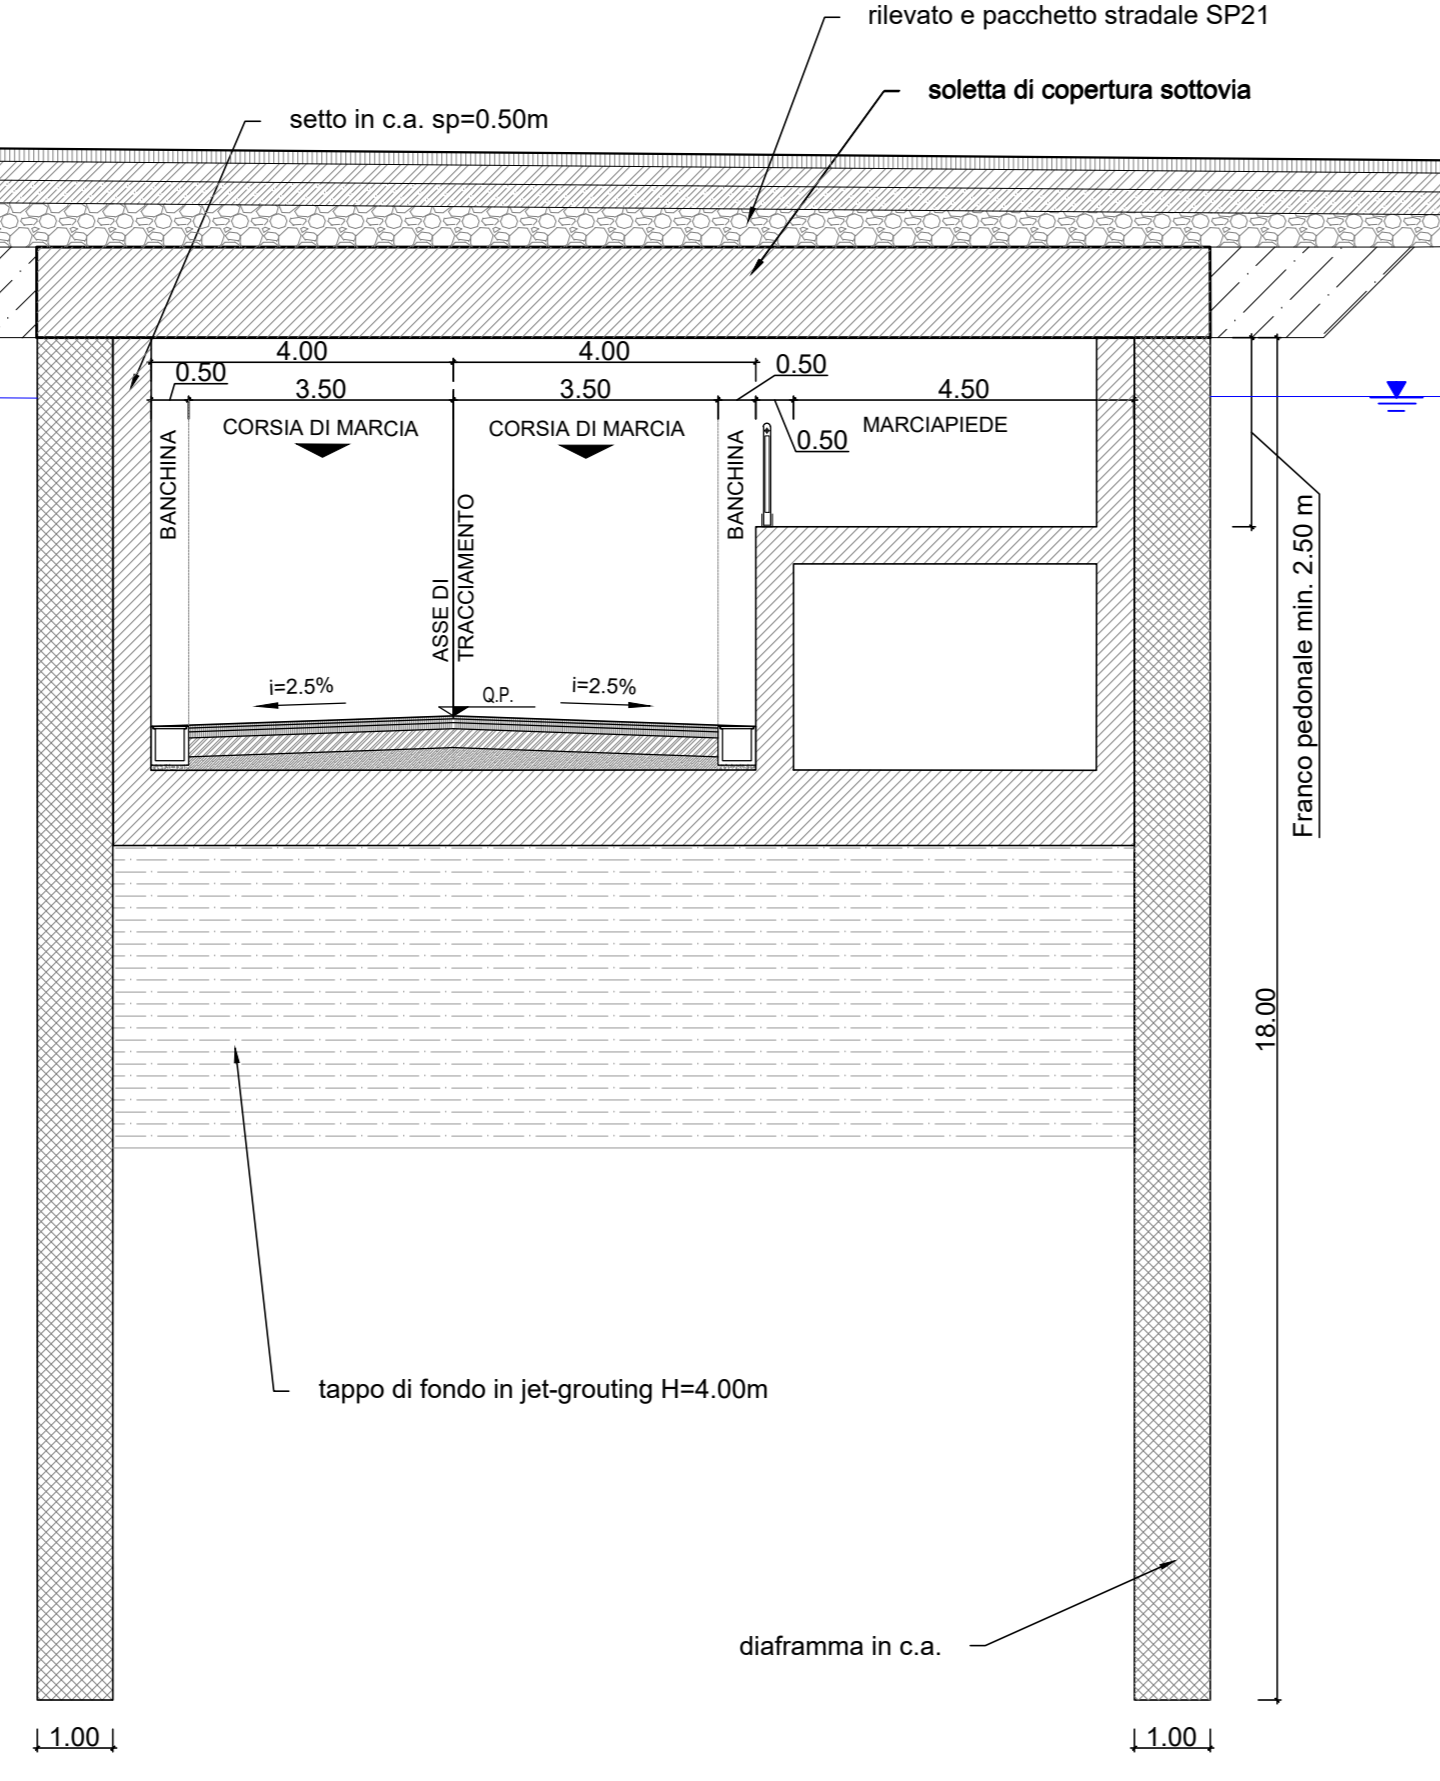 rilevato e pacchetto stradale SP21
soletta di copertura sottovia
setto in c.a. sp=0.50m
4.00
4.00
0.50
3.50
3.50
0.50
4.50
CORSIA DI MARCIA
CORSIA DI MARCIA
0.50
MARCIAPIEDE
BANCHINA
BANCHINA
ASSE DI
TRACCIAMENTO
i=2.5%
Q.P.
i=2.5%
Franco pedonale min. 2.50 m
18.00
tappo di fondo in jet-grouting H=4.00m
diaframma in c.a.
1.00
1.00